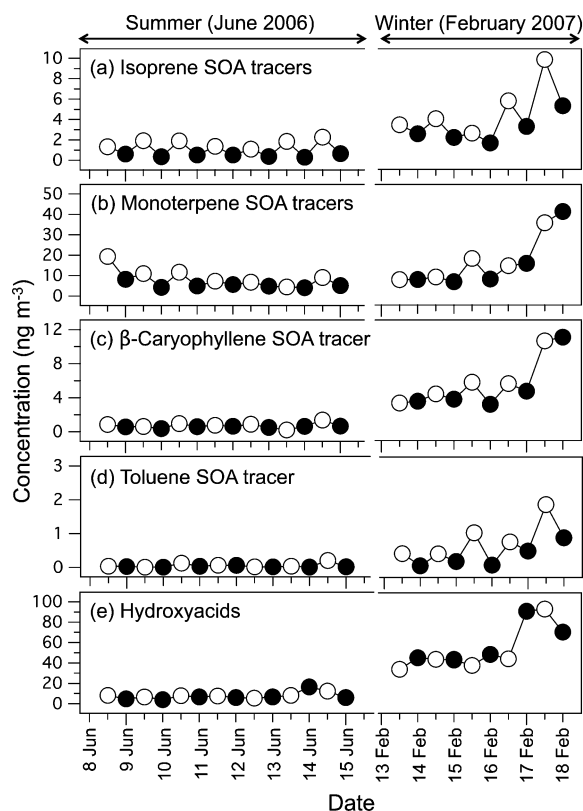 Summer (June 2006) Winter (February 2007)
(a) Isoprene SOA tracers
10
8
6
4
2
0
(b) Monoterpene SOA tracers
50
40
30
20
10
0
(c) β-Caryophyllene SOA tracer
12
8
4
0
(d) Toluene SOA tracer
3
2
1
0
(e) Hydroxyacids
100
80
60
40
20
0
Concentration (ng m-3)
8 Jun
9 Jun
10 Jun
11 Jun
12 Jun
13 Jun
14 Jun
15 Jun
13 Feb
14 Feb
15 Feb
16 Feb
17 Feb
18 Feb
Date